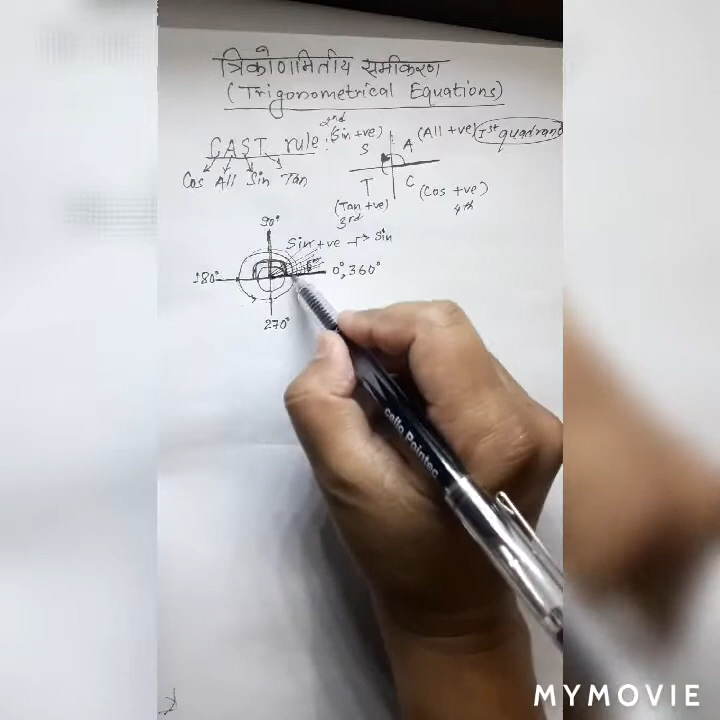 त्रिकोणमितीय समीकरण
(Trigonometrical Equations)
CAST rule:
Cos All Sin Tan
2nd (Sin +ve)
S
A (All +ve) Ist quadrant
T
(Tan +ve)
3rd
C (Cos +ve)
4th
90°
Sin +ve → Sin
180°
0°, 360°
270°
cello Pointec
MYMOVIE